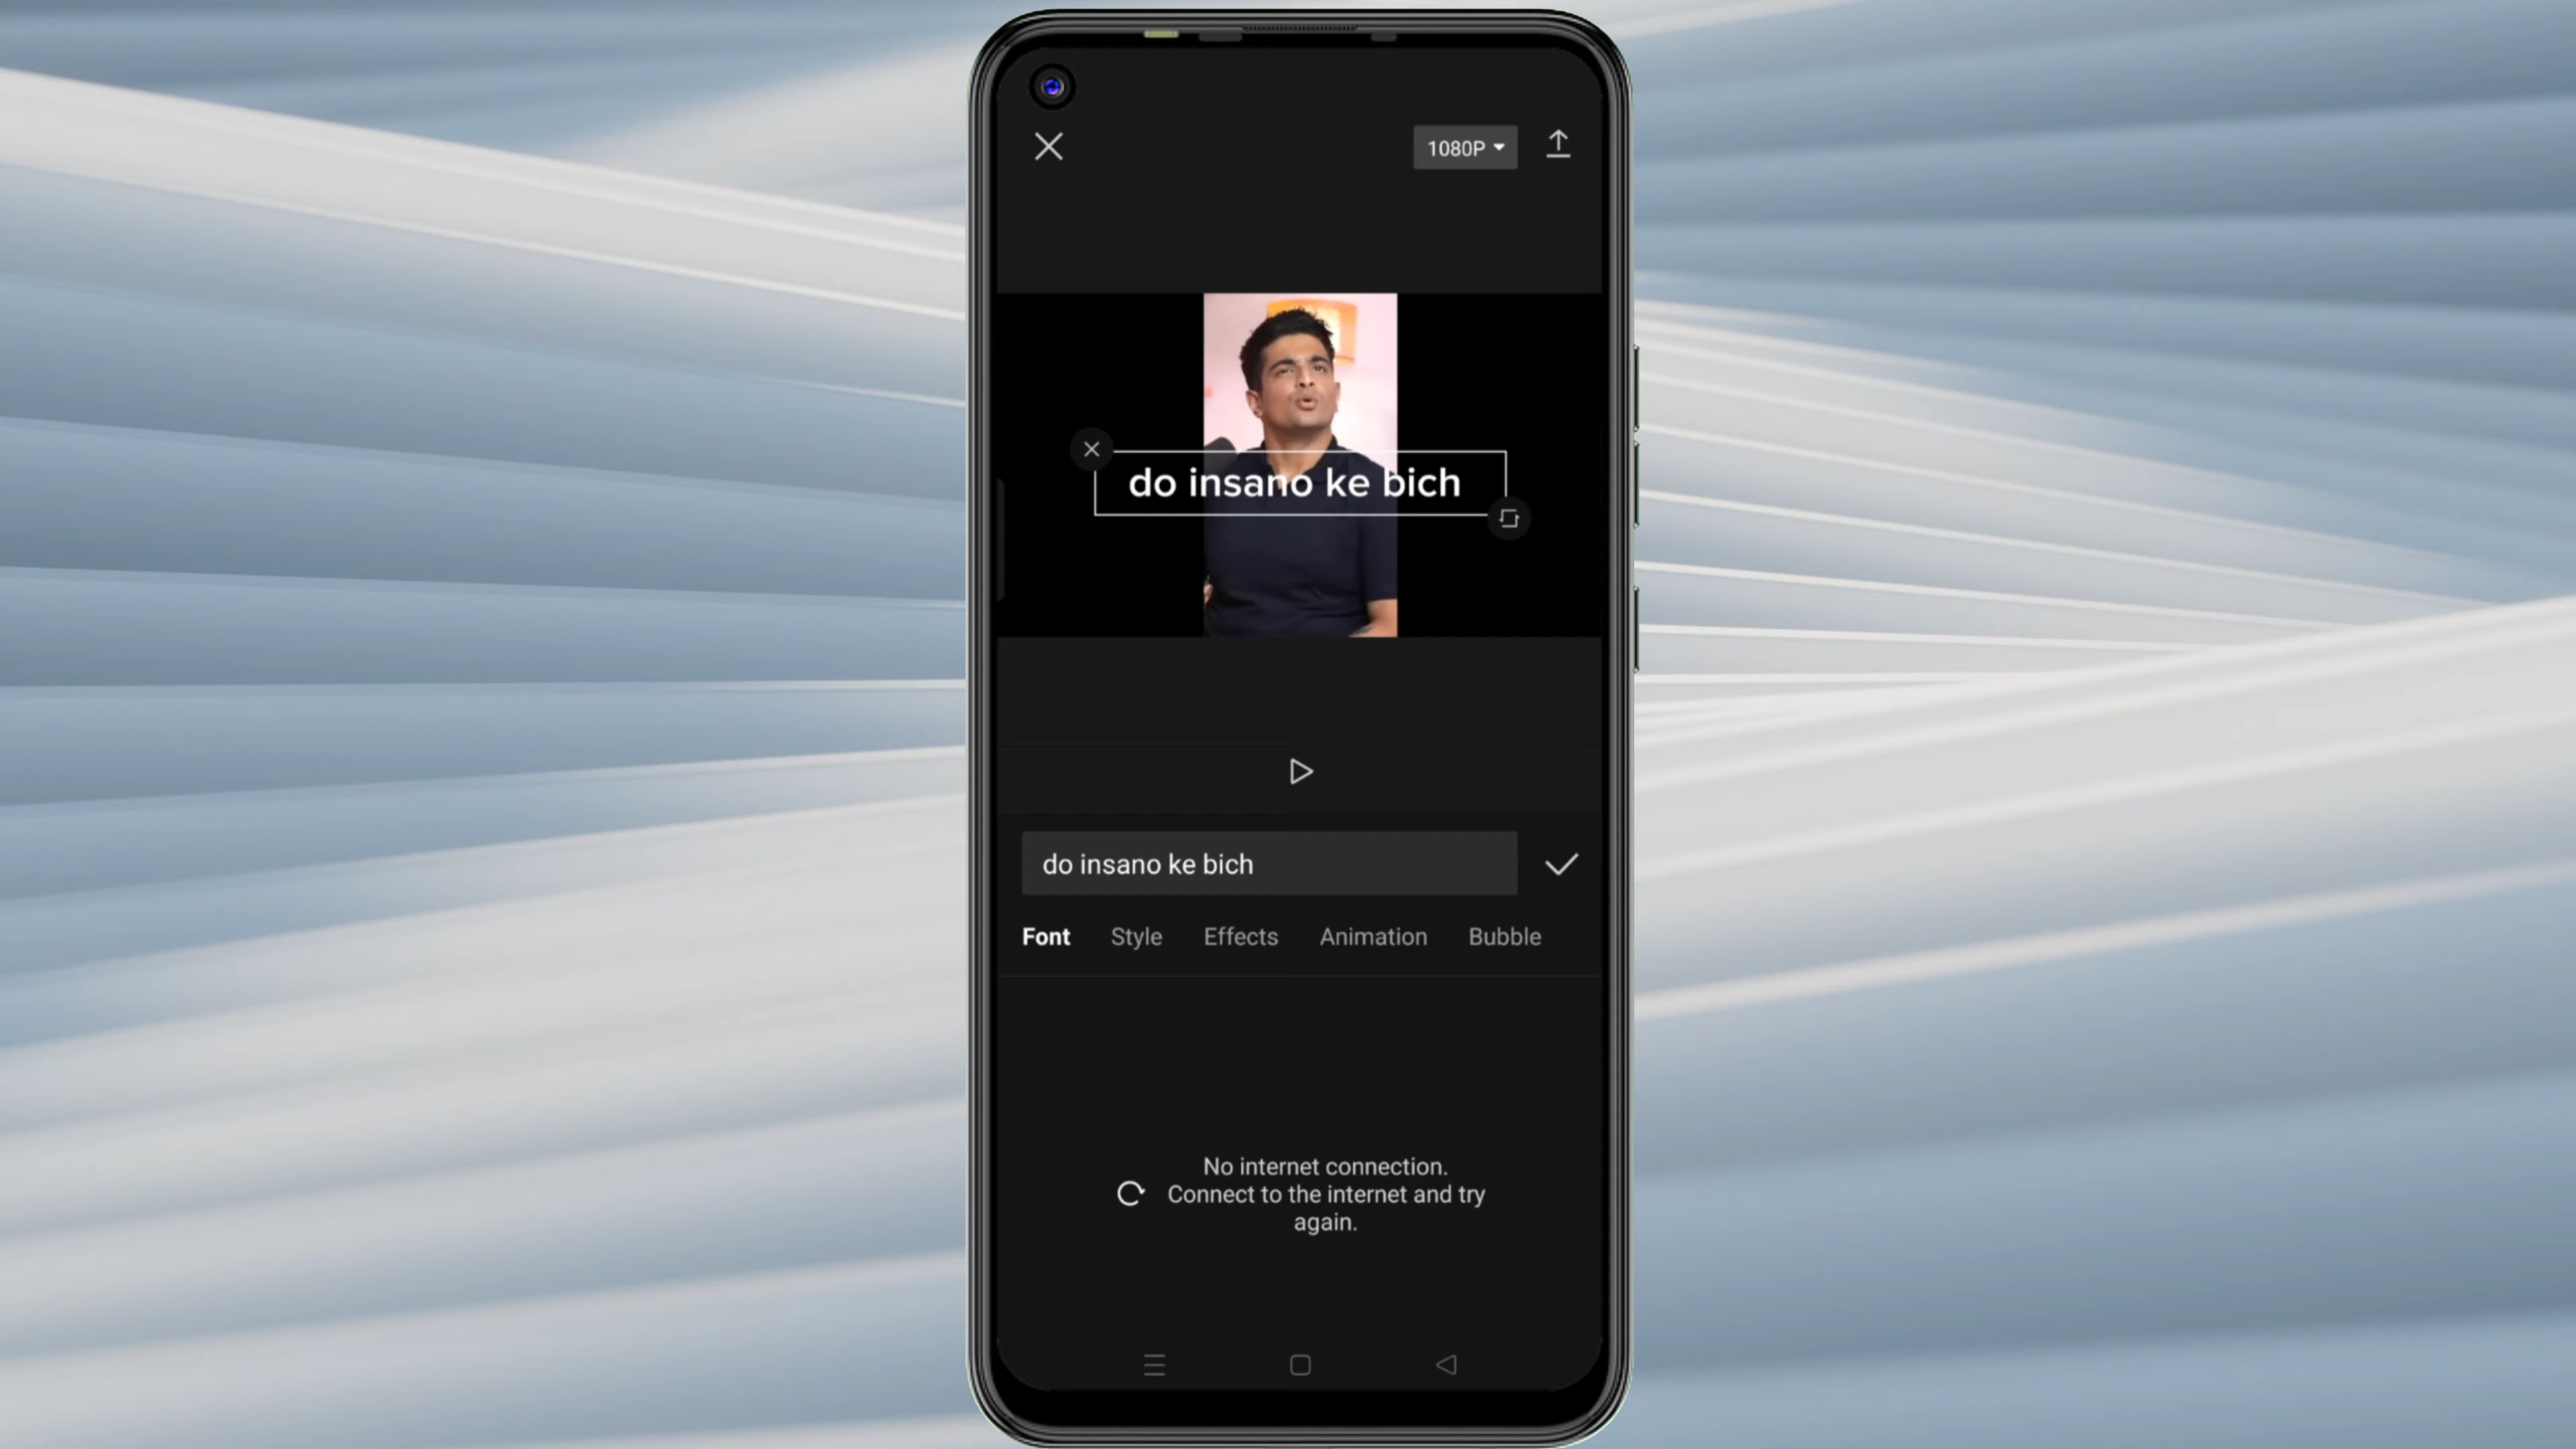 1080P
do insano ke bich
do insano ke bich
Font Style Effects Animation Bubble
No internet connection.
Connect to the internet and try
again.